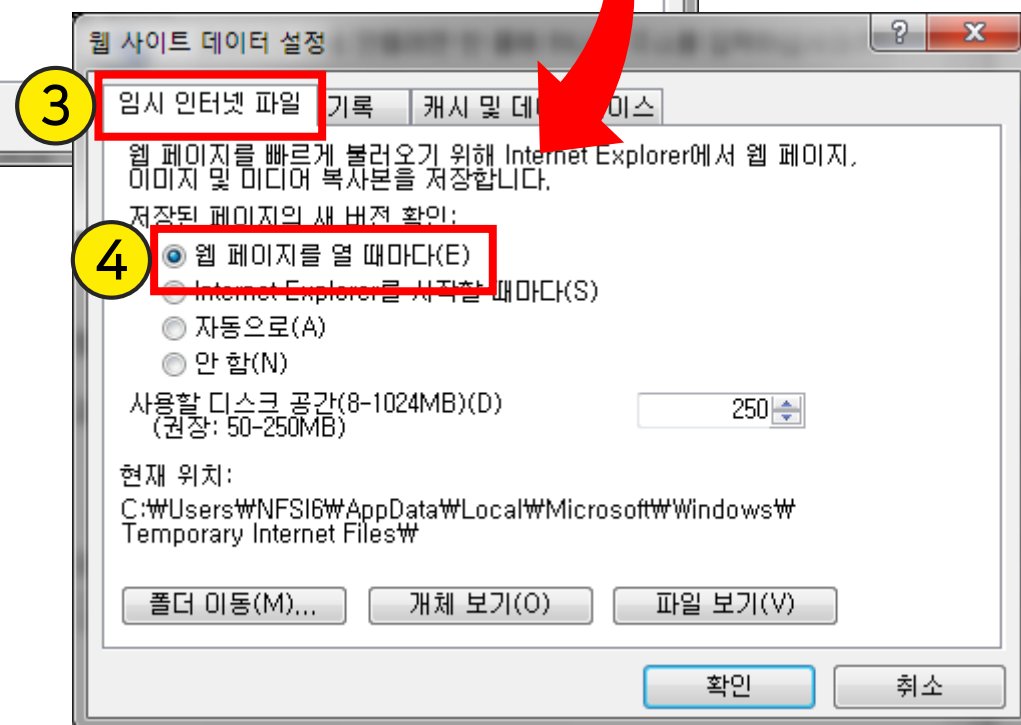 웹 사이트 데이터 설정
3
임시 인터넷 파일
기록
캐시 및 데
이스
웹 페이지를 빠르게 불러오기 위해 Internet Explorer에서 웹 페이지,
이미지 및 미디어 복사본을 저장합니다.
저장된 페이지의 새 버전 확인:
4
웹 페이지를 열 때마다(E)
Internet Explorer를 시작할 때마다(S)
자동으로(A)
안 함(N)
사용할 디스크 공간(8-1024MB)(D)
250
(권장: 50-250MB)
현재 위치:
C:₩Users₩NFSI6₩AppData₩Local₩Microsoft₩Windows₩
Temporary Internet Files₩
폴더 이동(M)...
개체 보기(O)
파일 보기(V)
확인
취소